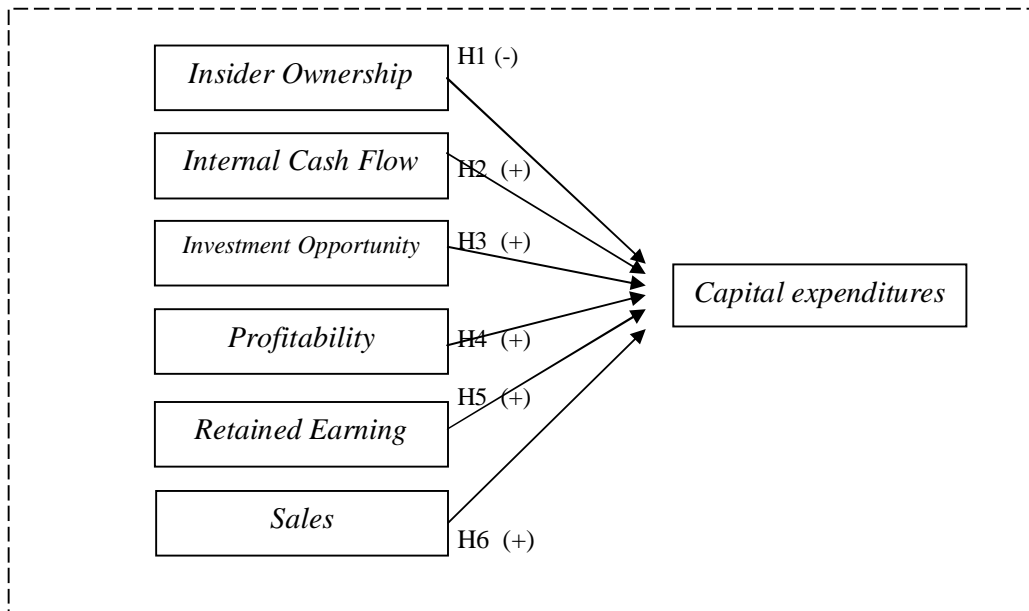 H1 (-)
Insider Ownership
Internal Cash Flow
H2 (+)
Investment Opportunity
H3 (+)
Capital expenditures
Profitability
H4 (+)
H5 (+)
Retained Earning
Sales
H6 (+)